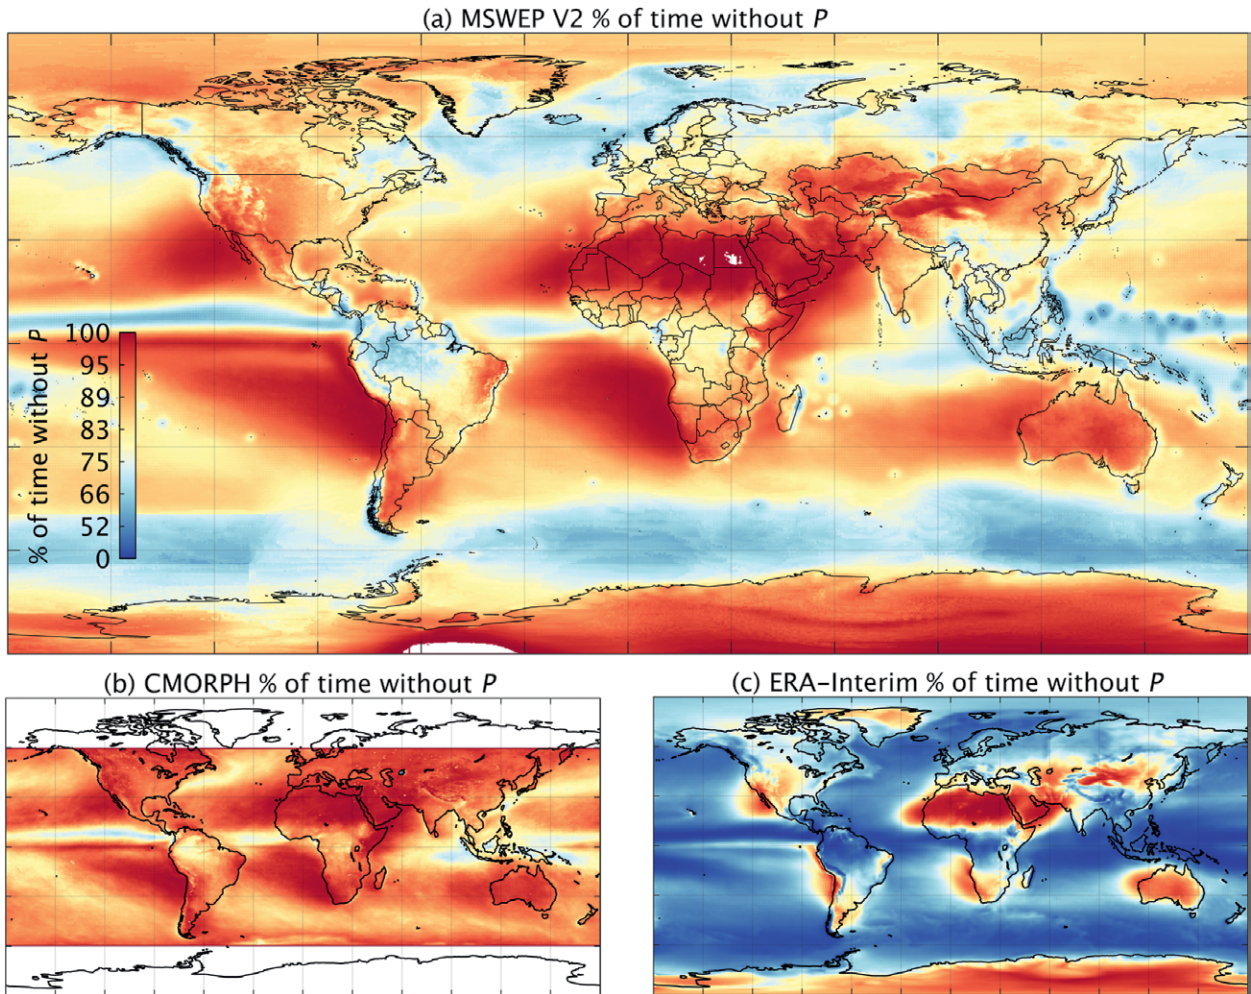 (a) MSWEP V2 % of time without P
% of time without P
100
95
89
83
75
66
52
0
(b) CMORPH % of time without P
(c) ERA–Interim % of time without P